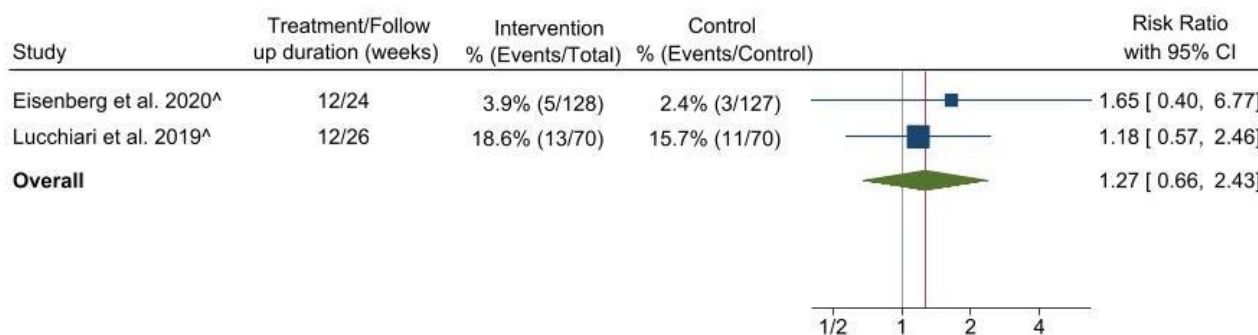 Study Treatment/Follow up duration (weeks) Intervention % (Events/Total) Control % (Events/Control) Risk Ratio with 95% CI
Eisenberg et al. 2020^ 12/24 3.9% (5/128) 2.4% (3/127) 1.65 [ 0.40, 6.77]
Lucchiari et al. 2019^ 12/26 18.6% (13/70) 15.7% (11/70) 1.18 [ 0.57, 2.46]
Overall 1.27 [ 0.66, 2.43]
1/2 1 2 4